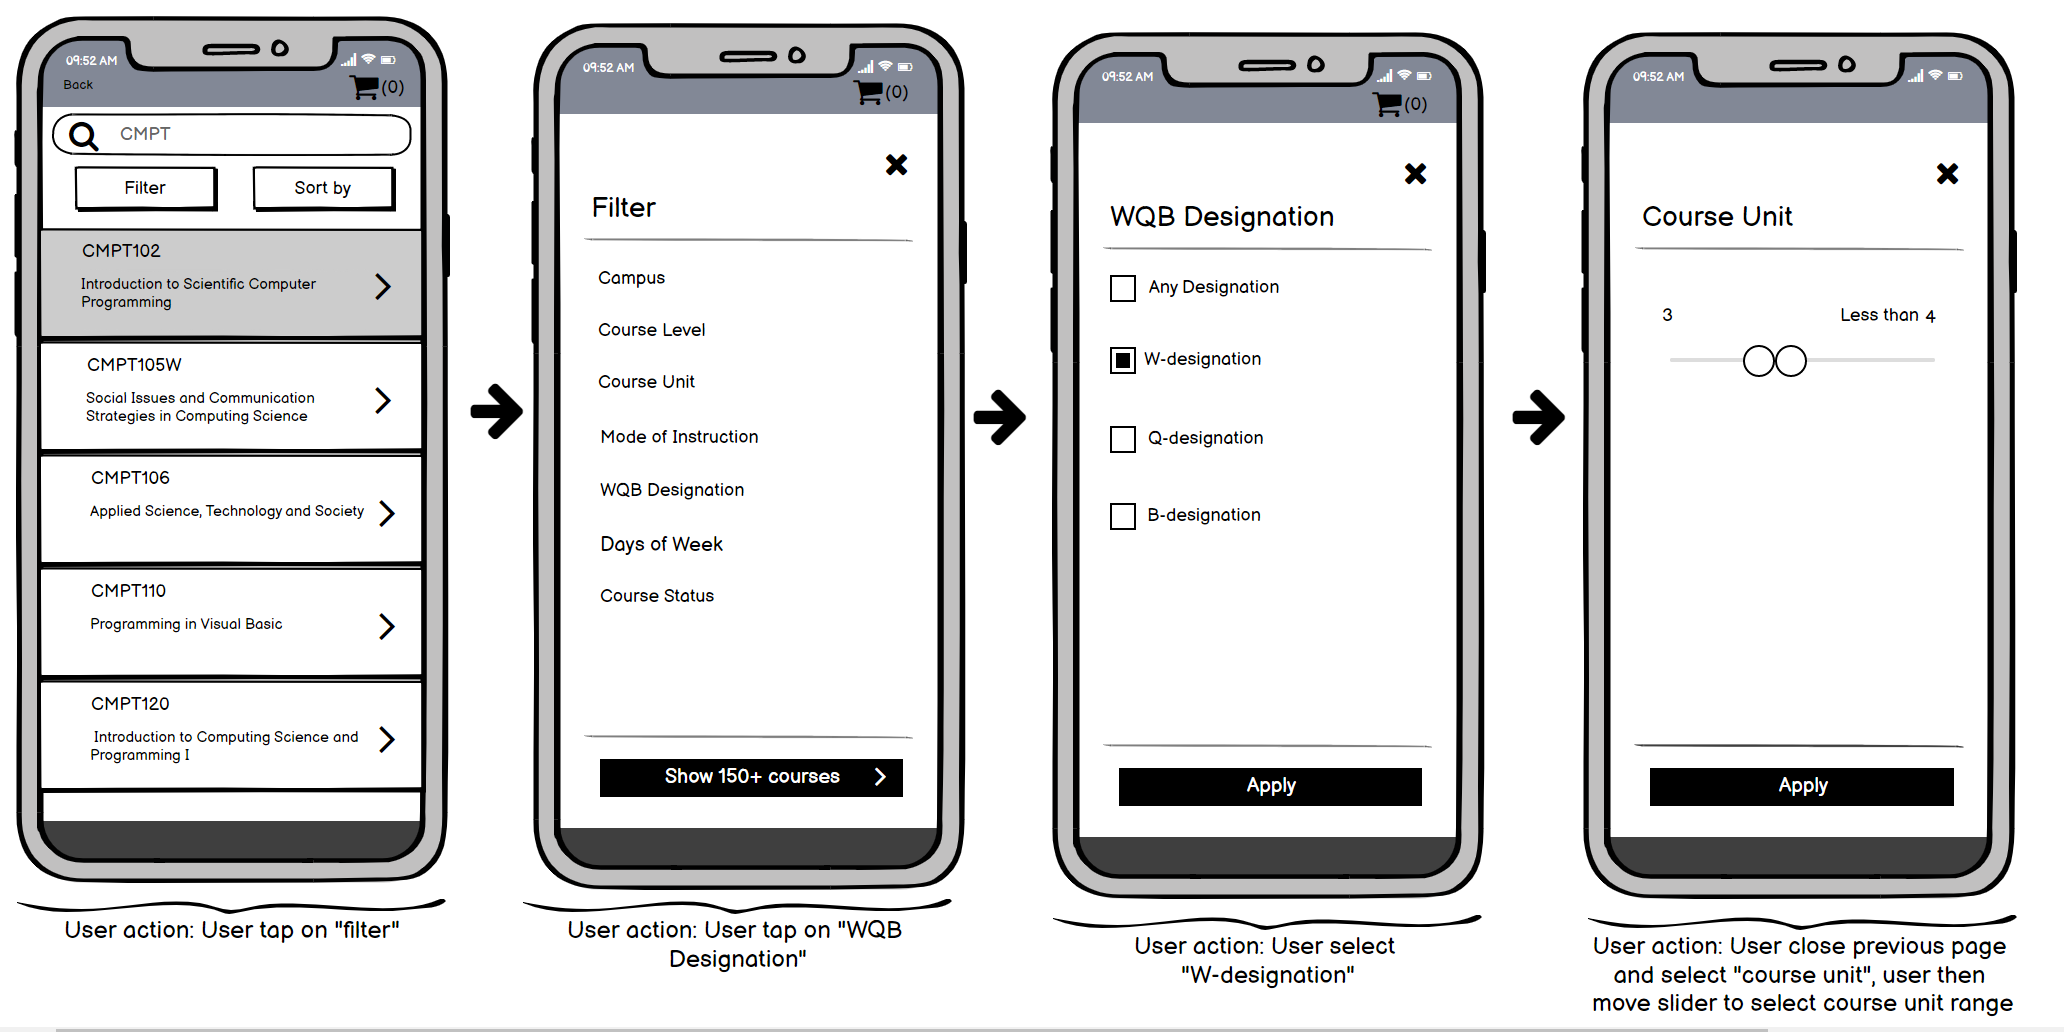 09:52 AM
Back
(0)
CMPT
Filter
Sort by
CMPT102
Introduction to Scientific Computer
Programming
CMPT105W
Social Issues and Communication
Strategies in Computing Science
CMPT106
Applied Science, Technology and Society
CMPT110
Programming in Visual Basic
CMPT120
Introduction to Computing Science and
Programming I
User action: User tap on "filter"
09:52 AM
(0)
Filter
Campus
Course Level
Course Unit
Mode of Instruction
WQB Designation
Days of Week
Course Status
Show 150+ courses
User action: User tap on "WQB
Designation"
09:52 AM
(0)
WQB Designation
Any Designation
W-designation
Q-designation
B-designation
Apply
User action: User select
"W-designation"
09:52 AM
Course Unit
3
Less than 4
Apply
User action: User close previous page
and select "course unit", user then
move slider to select course unit range